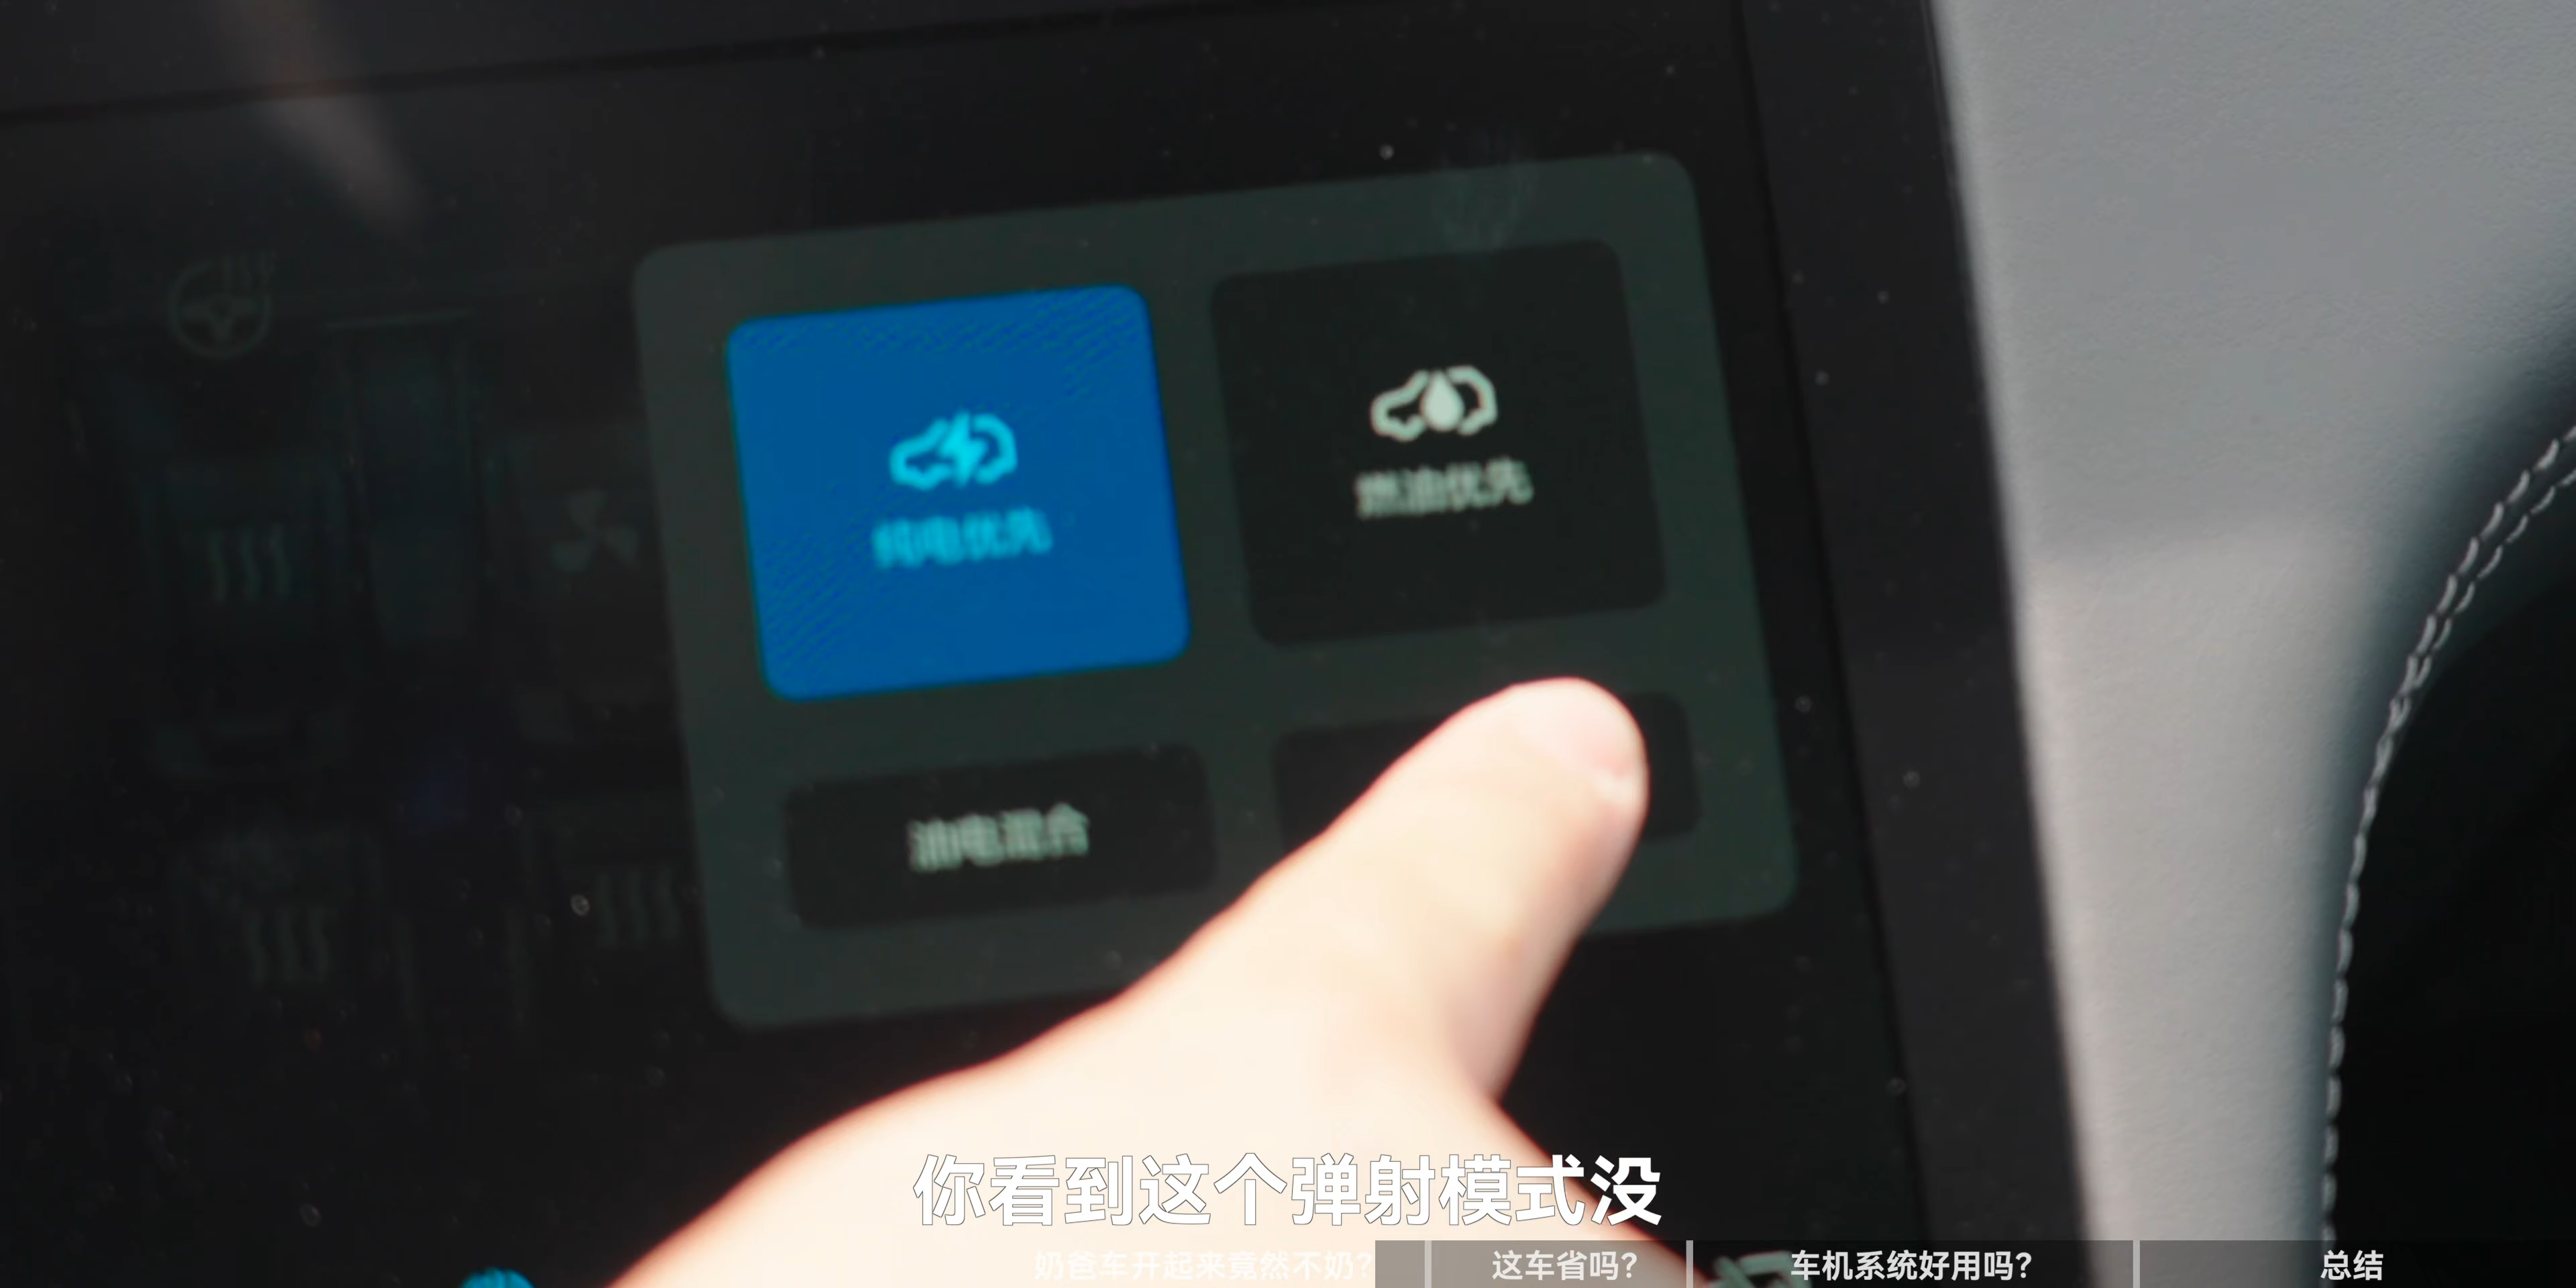 纯电优先
燃油优先
油电混合
你看到这个弹射模式没
奶爸车开起来竟然不奶?
这车省吗?
车机系统好用吗?
总结